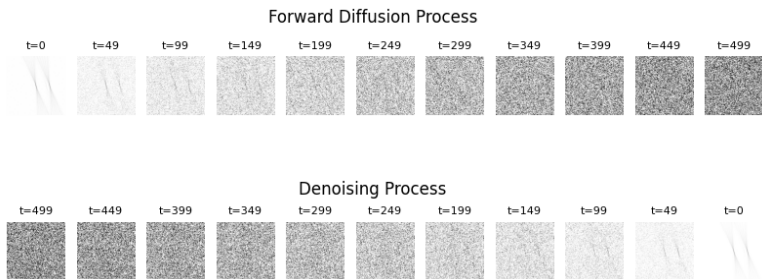 Forward Diffusion Process
t=0 t=49 t=99 t=149 t=199 t=249 t=299 t=349 t=399 t=449 t=499
Denoising Process
t=499 t=449 t=399 t=349 t=299 t=249 t=199 t=149 t=99 t=49 t=0